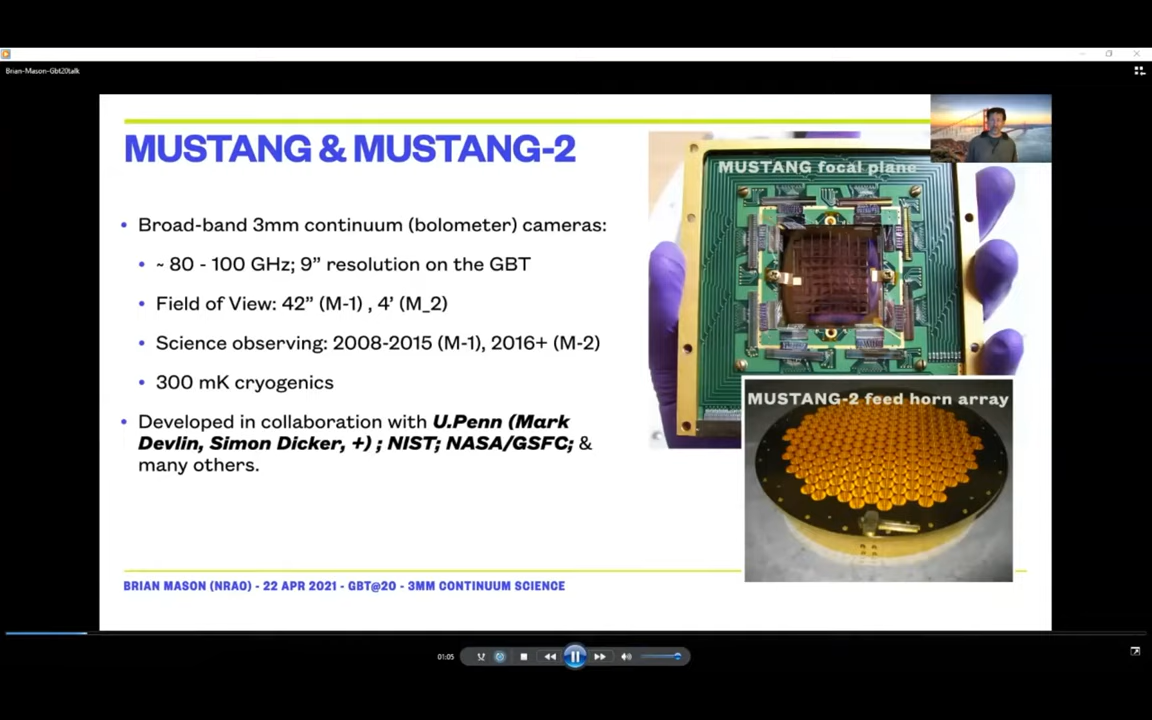 Brian-Mason-Gbt20talk
MUSTANG & MUSTANG-2
• Broad-band 3mm continuum (bolometer) cameras:
• ~ 80 - 100 GHz; 9” resolution on the GBT
• Field of View: 42” (M-1) , 4’ (M_2)
• Science observing: 2008-2015 (M-1), 2016+ (M-2)
• 300 mK cryogenics
• Developed in collaboration with U.Penn (Mark
Devlin, Simon Dicker, +) ; NIST; NASA/GSFC; &
many others.
MUSTANG focal plane
MUSTANG-2 feed horn array
BRIAN MASON (NRAO) - 22 APR 2021 - GBT@20 - 3MM CONTINUUM SCIENCE
01:05